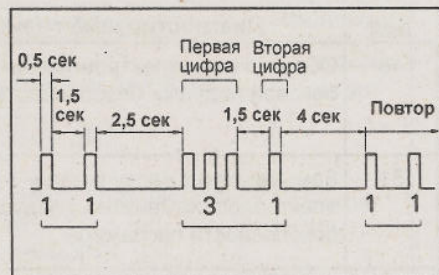 Первая
цифра
Вторая
цифра
0,5 сек
1,5
сек
2,5 сек
1,5 сек
4 сек
Повтор
1 1 3 1 1 1